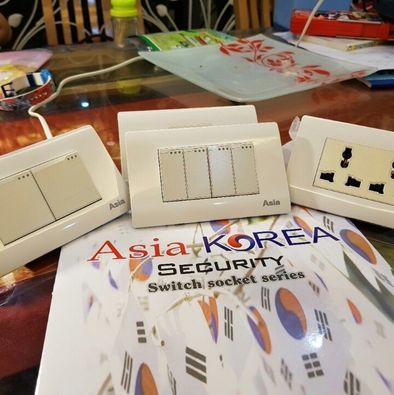 Asia
Asia
Asia KOREA
SECURITY
Switch socket series